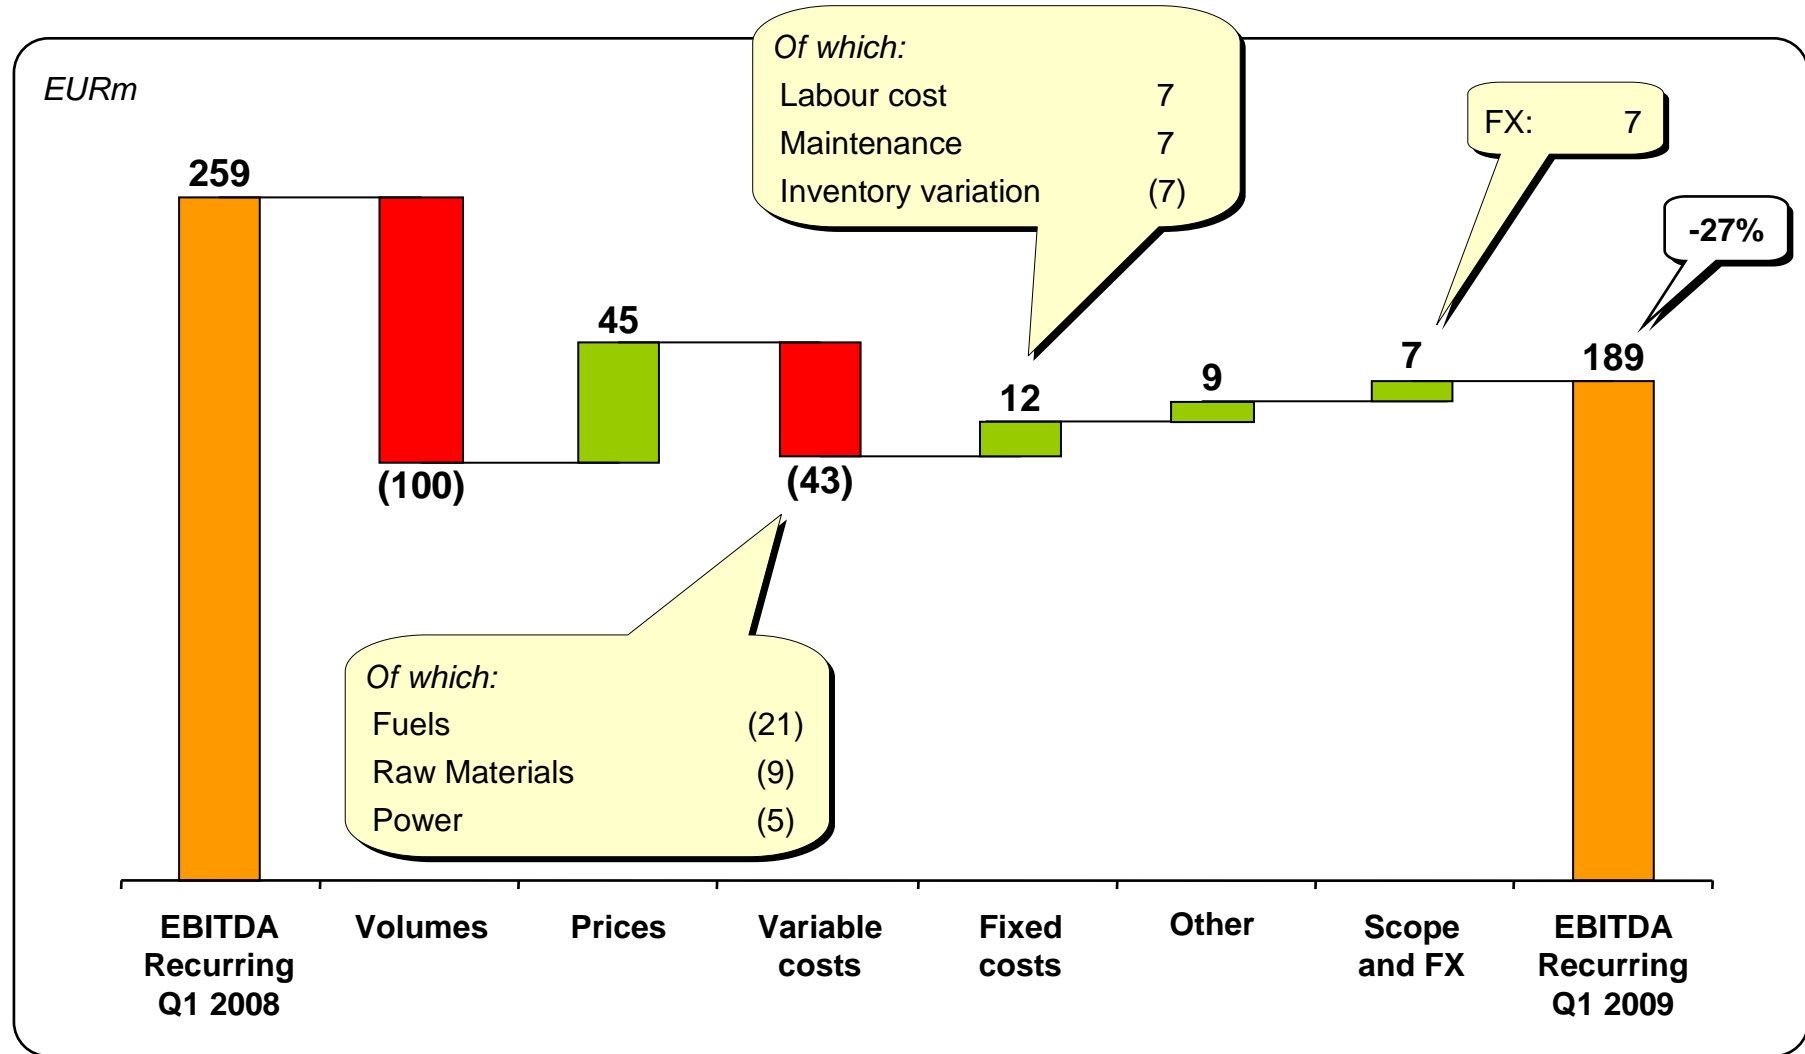 Of which:
Labour cost 7
Maintenance 7
Inventory variation (7)
EURm
FX: 7
259
-27%
45
12
9
7
189
(100)
(43)
Of which:
Fuels (21)
Raw Materials (9)
Power (5)
EBITDA
Recurring
Q1 2008
Volumes
Prices
Variable
costs
Fixed
costs
Other
Scope
and FX
EBITDA
Recurring
Q1 2009